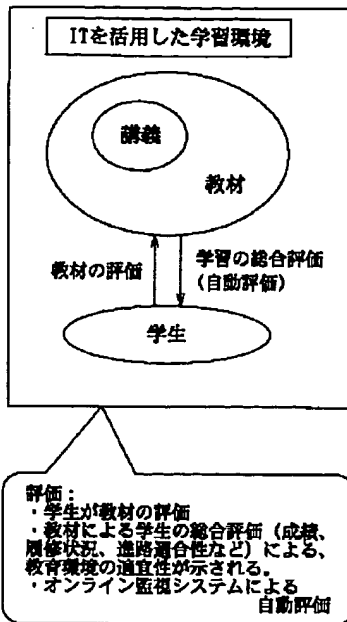 ITを活用した学習環境
講義
教材
教材の評価
学習の総合評価
(自動評価)
学生
評価：
・学生が教材の評価
・教材による学生の総合評価（成績、
履修状況、進路適合性など）による、
教育環境の適宜性が示される。
・オンライン監視システムによる
自動評価